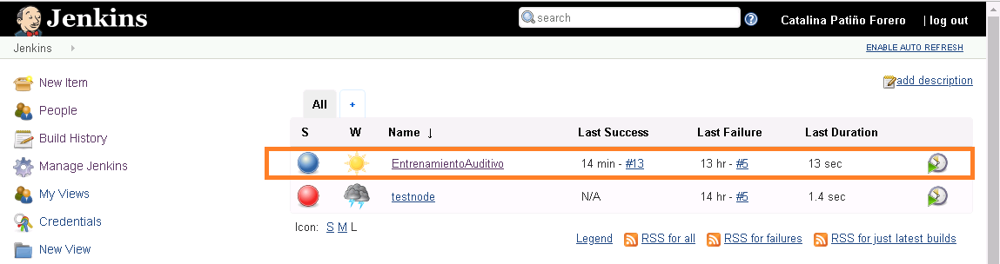 Jenkins
search
Catalina Patiño Forero | log out
Jenkins
ENABLE AUTO REFRESH
New Item
People
Build History
Manage Jenkins
My Views
Credentials
New View
add description
All +
S W Name ↓ Last Success Last Failure Last Duration
EntrenamientoAuditivo 14 min - #13 13 hr - #5 13 sec
testnode N/A 14 hr - #5 1.4 sec
Icon: S M L
Legend RSS for all RSS for failures RSS for just latest builds